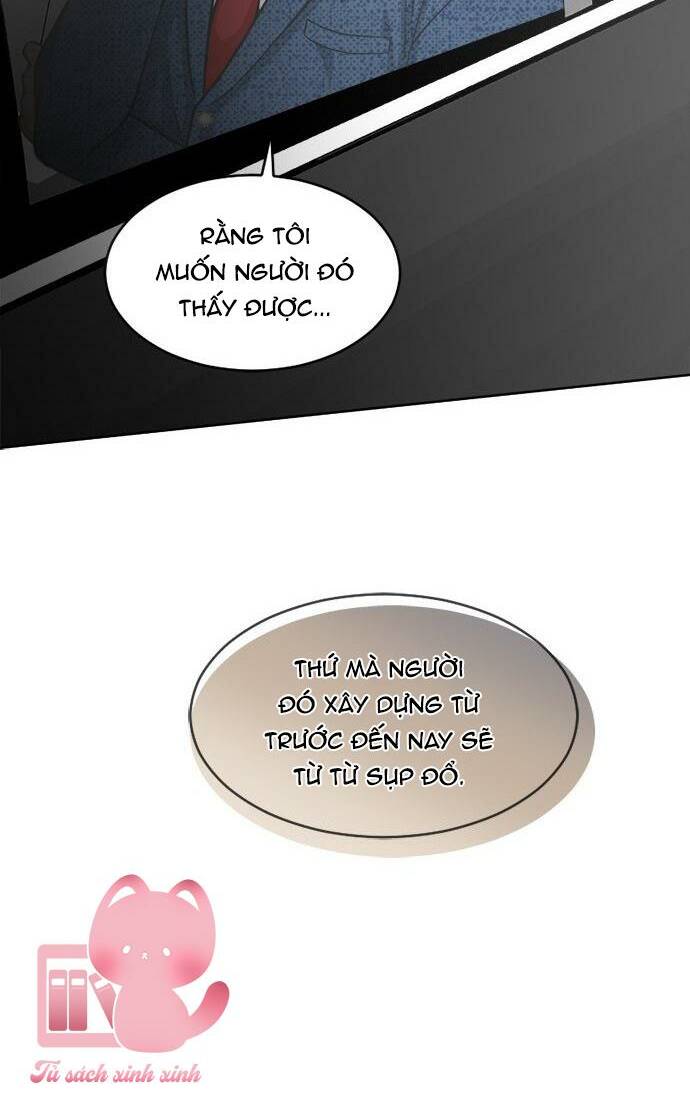 RẰNG TÔI
MUỐN NGƯỜI ĐÓ
THẤY ĐƯỢC...
THỨ MÀ NGƯỜI
ĐÓ XÂY DỰNG TỪ
TRƯỚC ĐẾN NAY SẼ
TỪ TỪ SỤP ĐỔ.
Tủ sách xinh xinh